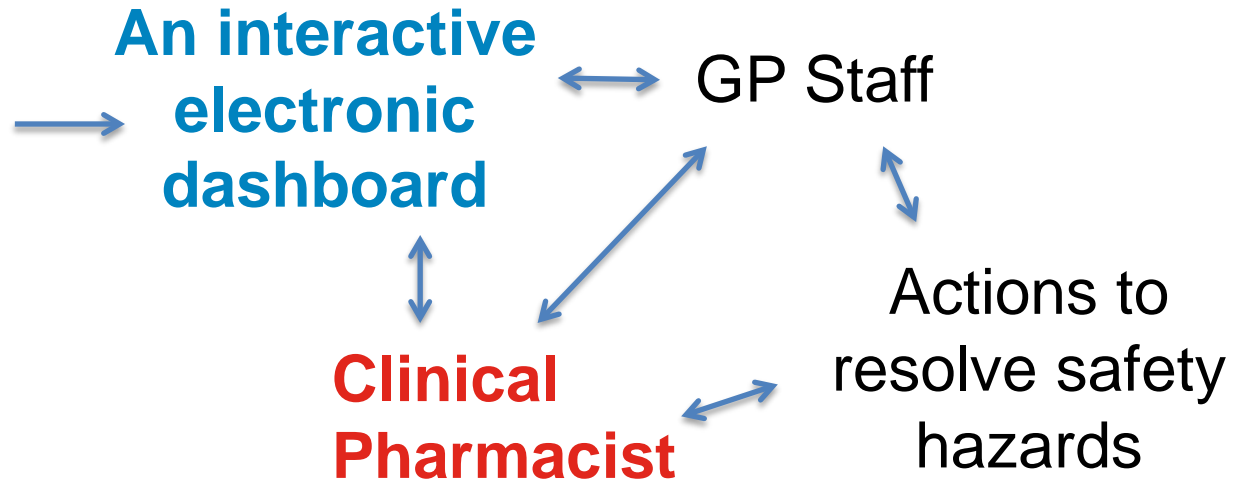 An interactive
electronic
dashboard
GP Staff
Actions to
resolve safety
hazards
Clinical
Pharmacist